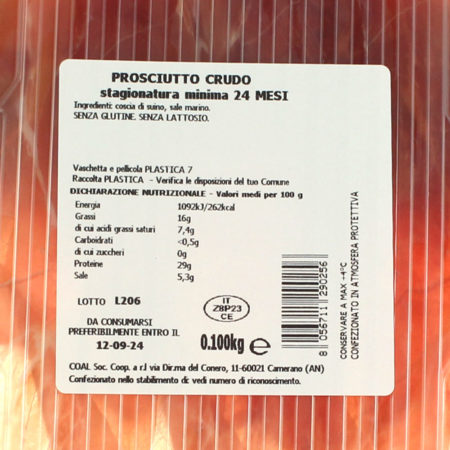 PROSCIUTTO CRUDO
stagionatura minima 24 MESI
Ingredienti: coscia di suino, sale marino.
SENZA GLUTINE. SENZA LATTOSIO.
Vaschetta e pellicola PLASTICA 7
Raccolta PLASTICA - Verifica le disposizioni del tuo Comune
DICHIARAZIONE NUTRIZIONALE - Valori medi per 100 g
Energia 1092kJ/262kcal
Grassi 16g
di cui acidi grassi saturi 7,4g
Carboidrati <0,5g
di cui zuccheri 0g
Proteine 29g
Sale 5,3g
LOTTO L206
IT
Z8P23
CE
DA CONSUMARSI
PREFERIBILMENTE ENTRO IL
12-09-24
0.100kg e
8 056711 290256
CONSERVARE A MAX +4°C
CONFEZIONATO IN ATMOSFERA PROTETTIVA
COAL Soc. Coop. a r.l via Dir.ma del Conero, 11-60021 Camerano (AN)
Confezionato nello stabilimento di: vedi numero di riconoscimento.